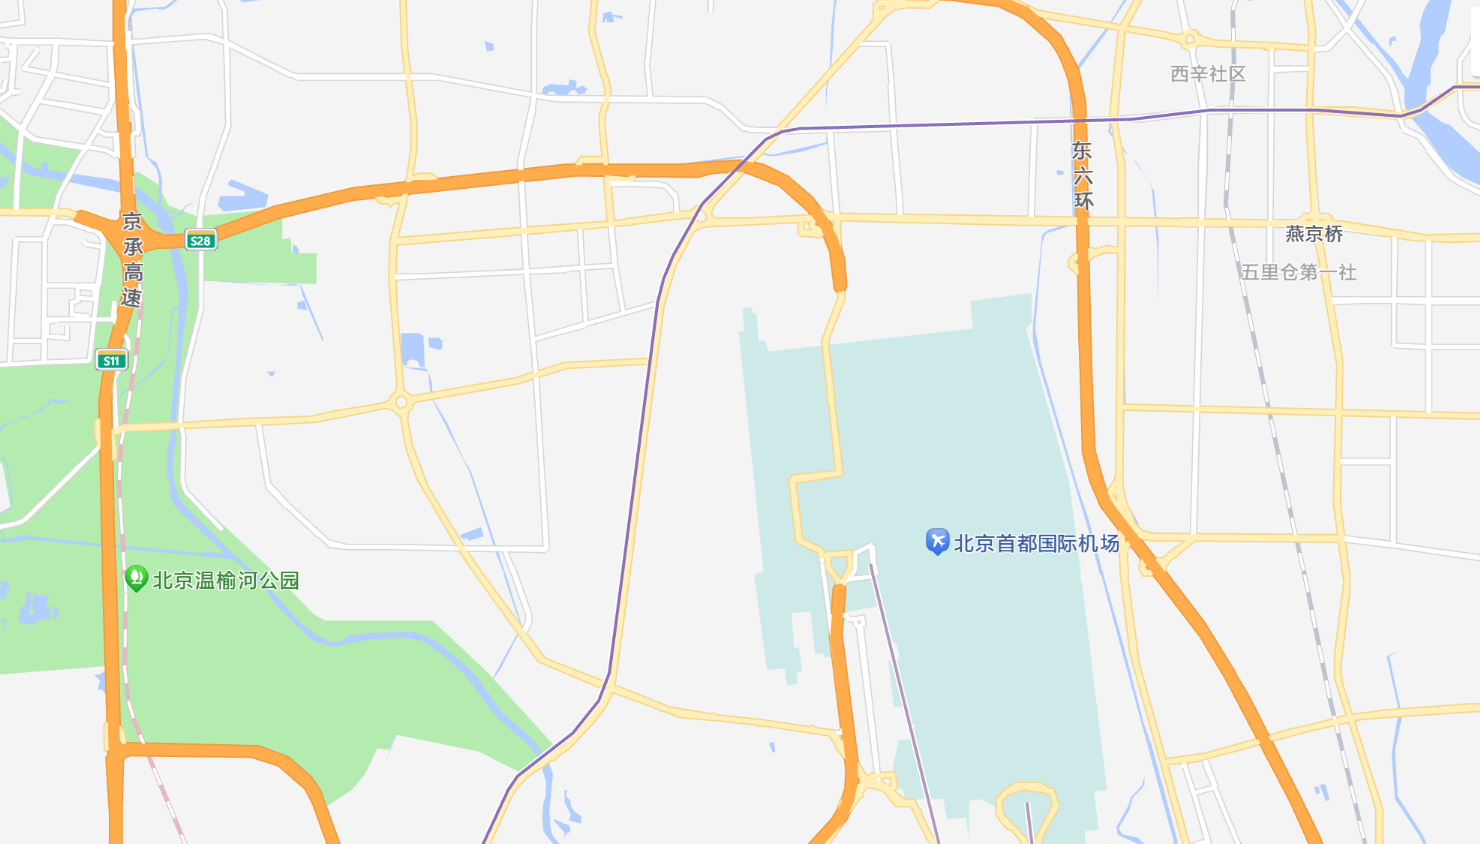 西辛社区
东六环
京承高速
S28
燕京桥
五里仓第一社
S11
北京首都国际机场
北京温榆河公园